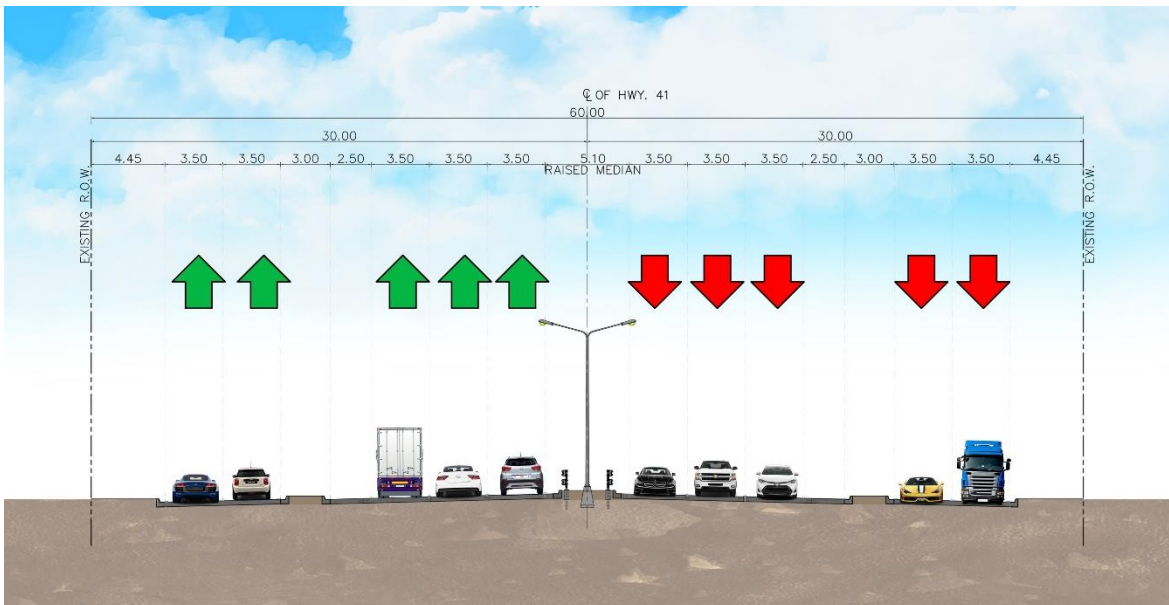 ℄ OF HWY. 41
60.00
30.00 30.00
4.45 3.50 3.50 3.00 2.50 3.50 3.50 3.50 5.10 3.50 3.50 3.50 2.50 3.00 3.50 3.50 4.45
RAISED MEDIAN
EXISTING R.O.W.
EXISTING R.O.W.